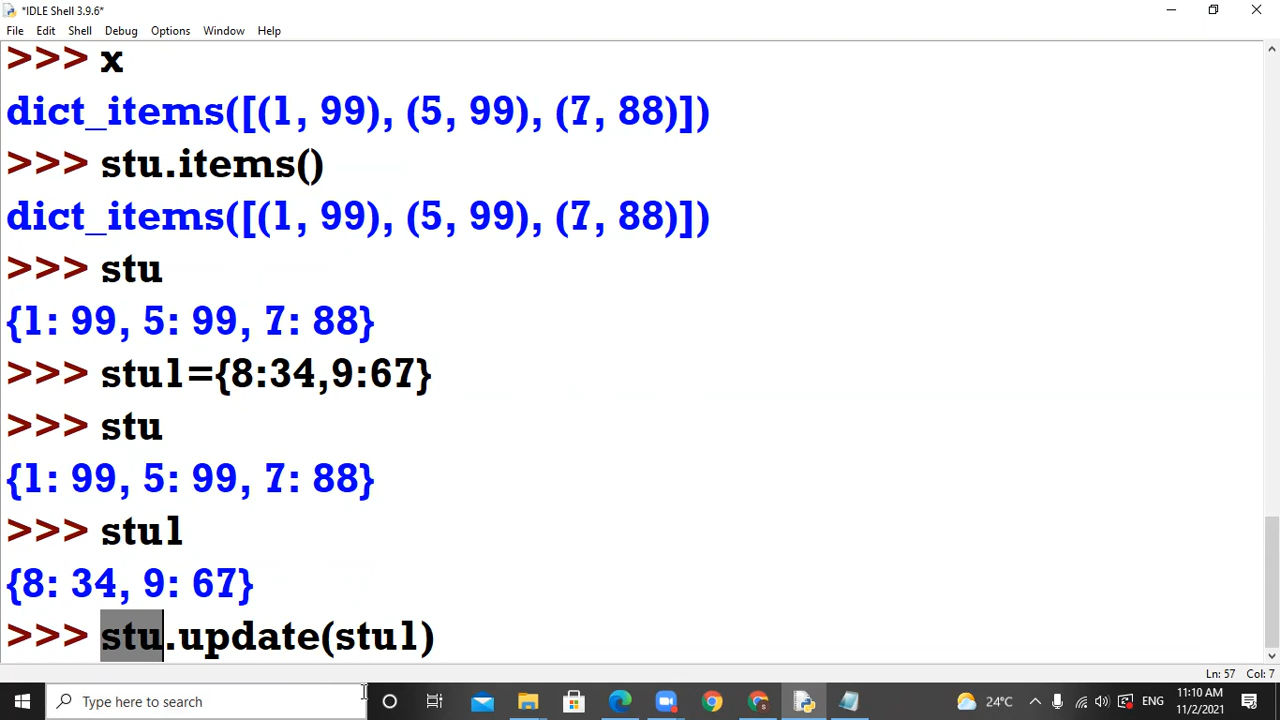 *IDLE Shell 3.9.6*
File Edit Shell Debug Options Window Help
>>> x
dict_items([(1, 99), (5, 99), (7, 88)])
>>> stu.items()
dict_items([(1, 99), (5, 99), (7, 88)])
>>> stu
{1: 99, 5: 99, 7: 88}
>>> stu1={8:34,9:67}
>>> stu
{1: 99, 5: 99, 7: 88}
>>> stu1
{8: 34, 9: 67}
>>> stu.update(stu1)
Ln: 57 Col: 7
Type here to search
24°C
ENG
11:10 AM
11/2/2021